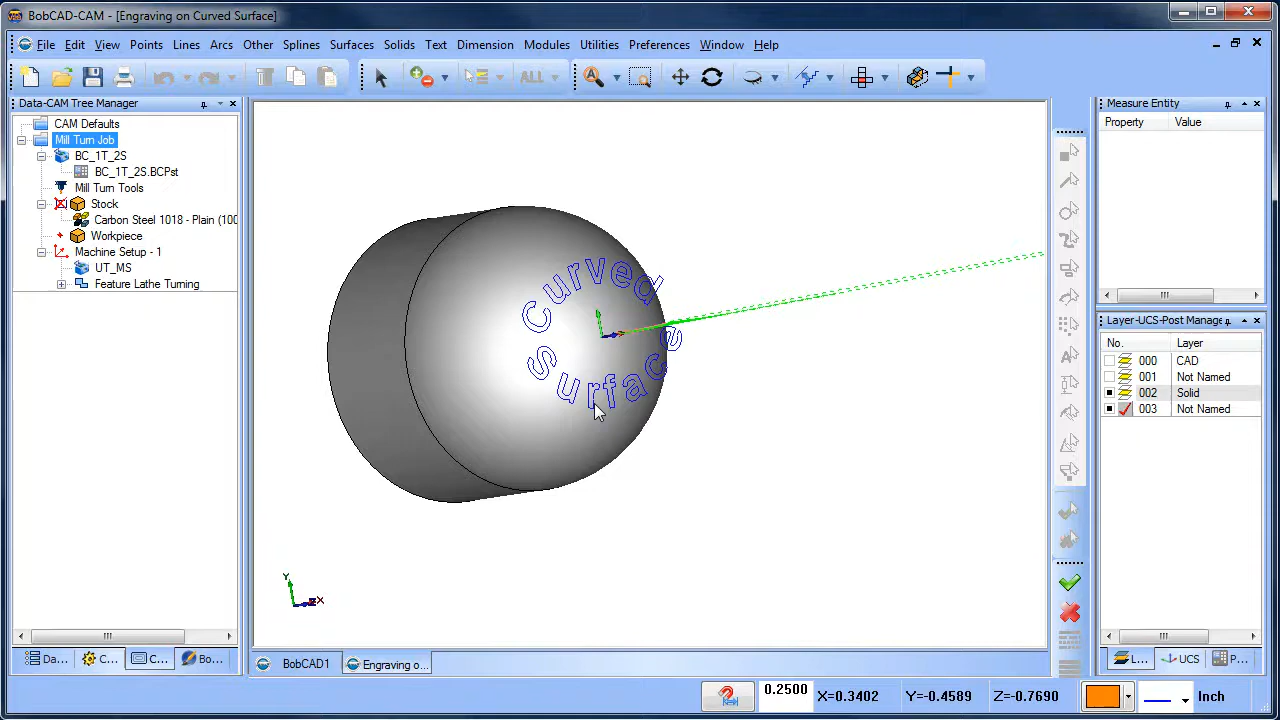 BobCAD-CAM - [Engraving on Curved Surface]
File Edit View Points Lines Arcs Other Splines Surfaces Solids Text Dimension Modules Utilities Preferences Window Help
ALL
Data-CAM Tree Manager
CAM Defaults
Mill Turn Job
BC_1T_2S
BC_1T_2S.BCPst
Mill Turn Tools
Stock
Carbon Steel 1018 - Plain (100
Workpiece
Machine Setup - 1
UT_MS
Feature Lathe Turning
Da... C... C... Bo...
Curved
Surface
Y
X
BobCAD1 Engraving o...
Measure Entity
Property Value
Layer-UCS-Post Manage
No. Layer
000 CAD
001 Not Named
002 Solid
003 Not Named
L... UCS P...
0.2500 X=0.3402 Y=-0.4589 Z=-0.7690 Inch